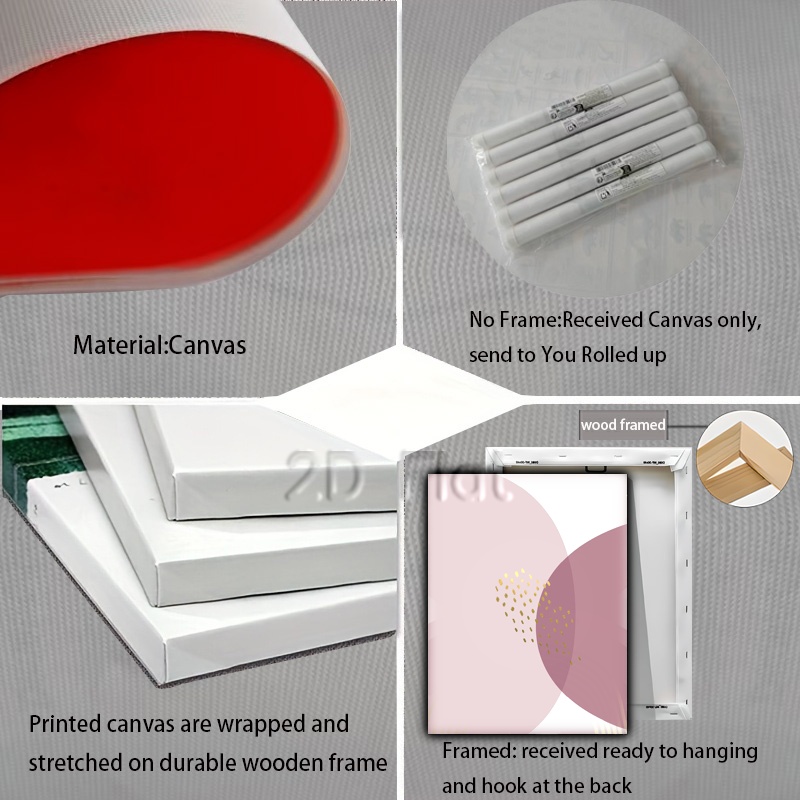 Material:Canvas
No Frame:Received Canvas only,
send to You Rolled up
2D Flat
wood framed
Printed canvas are wrapped and
stretched on durable wooden frame
Framed: received ready to hanging
and hook at the back